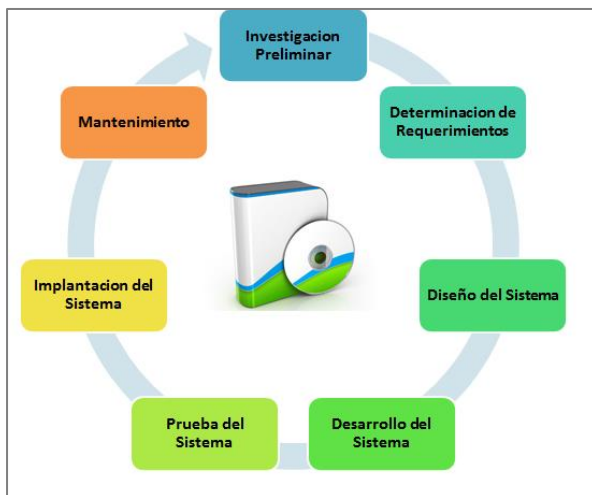 Investigacion
Preliminar
Determinacion de
Requerimientos
Diseño del Sistema
Desarrollo del
Sistema
Prueba del
Sistema
Implantacion del
Sistema
Mantenimiento